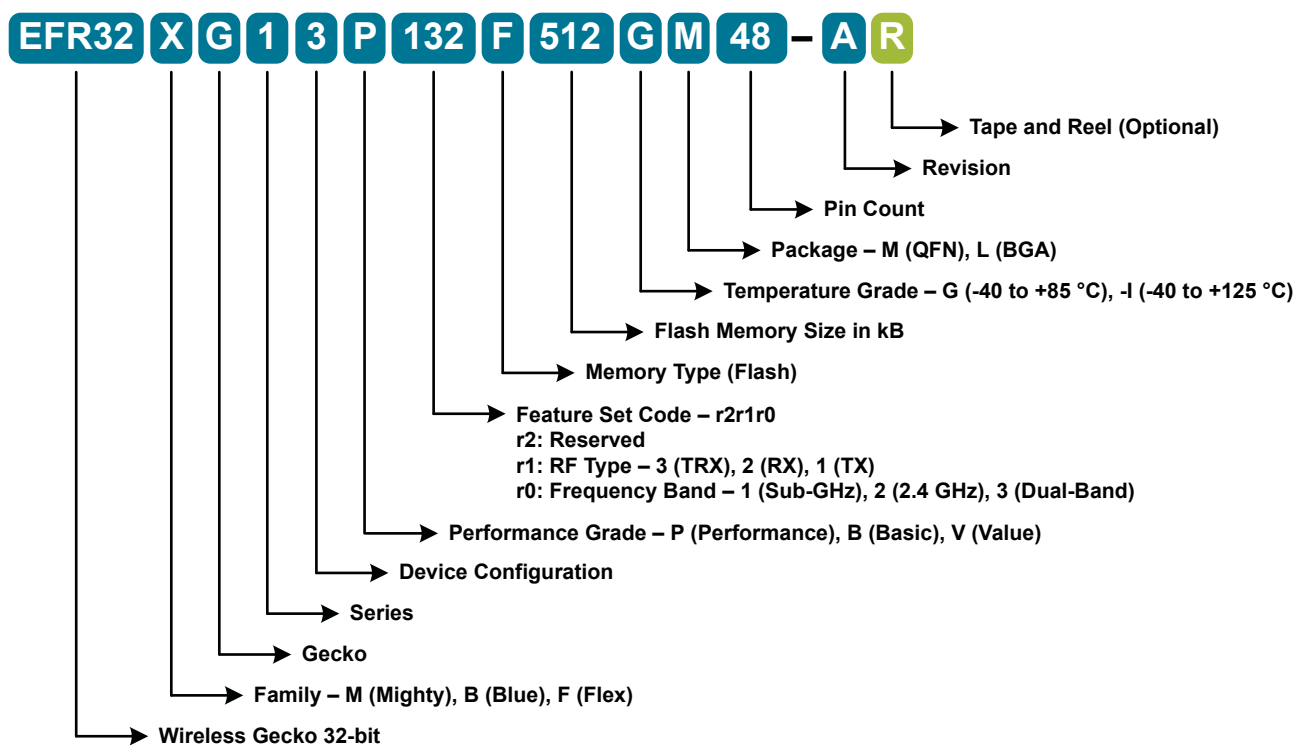 EFR32 X G 1 3 P 132 F 512 G M 48 – A R
Tape and Reel (Optional)
Revision
Pin Count
Package – M (QFN), L (BGA)
Temperature Grade – G (-40 to +85 °C), -I (-40 to +125 °C)
Flash Memory Size in kB
Memory Type (Flash)
Feature Set Code – r2r1r0
r2: Reserved
r1: RF Type – 3 (TRX), 2 (RX), 1 (TX)
r0: Frequency Band – 1 (Sub-GHz), 2 (2.4 GHz), 3 (Dual-Band)
Performance Grade – P (Performance), B (Basic), V (Value)
Device Configuration
Series
Gecko
Family – M (Mighty), B (Blue), F (Flex)
Wireless Gecko 32-bit